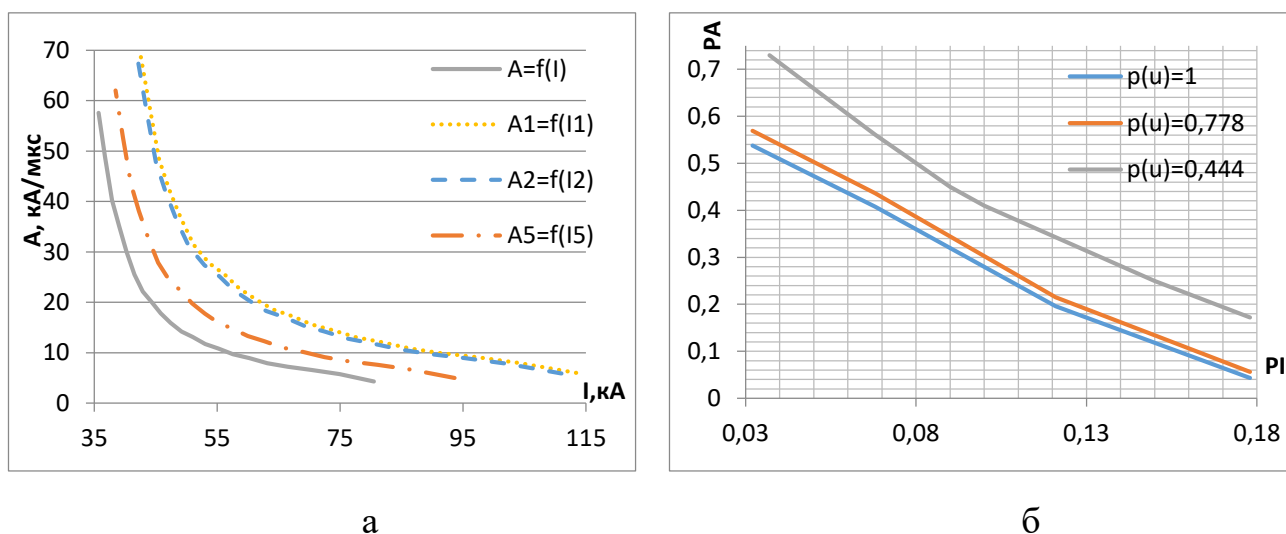 А, кА/мкс
70
60
50
40
30
20
10
0
35
55
75
95
115
I,кА
A=f(I)
A1=f(I1)
A2=f(I2)
A5=f(I5)
а
PA
0,7
0,6
0,5
0,4
0,3
0,2
0,1
0
0,03
0,08
0,13
0,18
PI
p(u)=1
p(u)=0,778
p(u)=0,444
б